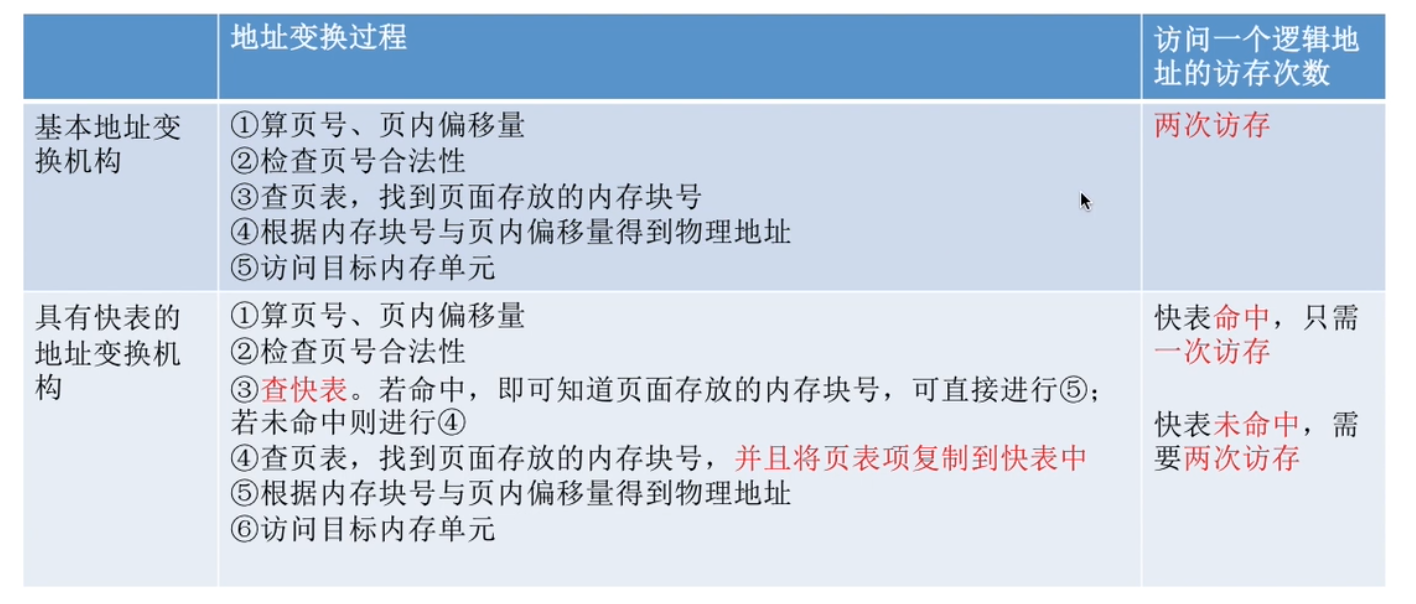 地址变换过程
访问一个逻辑地
址的访存次数
基本地址变
换机构
①算页号、页内偏移量
②检查页号合法性
③查页表，找到页面存放的内存块号
④根据内存块号与页内偏移量得到物理地址
⑤访问目标内存单元
两次访存
具有快表的
地址变换机
构
①算页号、页内偏移量
②检查页号合法性
③查快表。若命中，即可知道页面存放的内存块号，可直接进行⑤；
若未命中则进行④
④查页表，找到页面存放的内存块号，并且将页表项复制到快表中
⑤根据内存块号与页内偏移量得到物理地址
⑥访问目标内存单元
快表命中，只需
一次访存
快表未命中，需
要两次访存